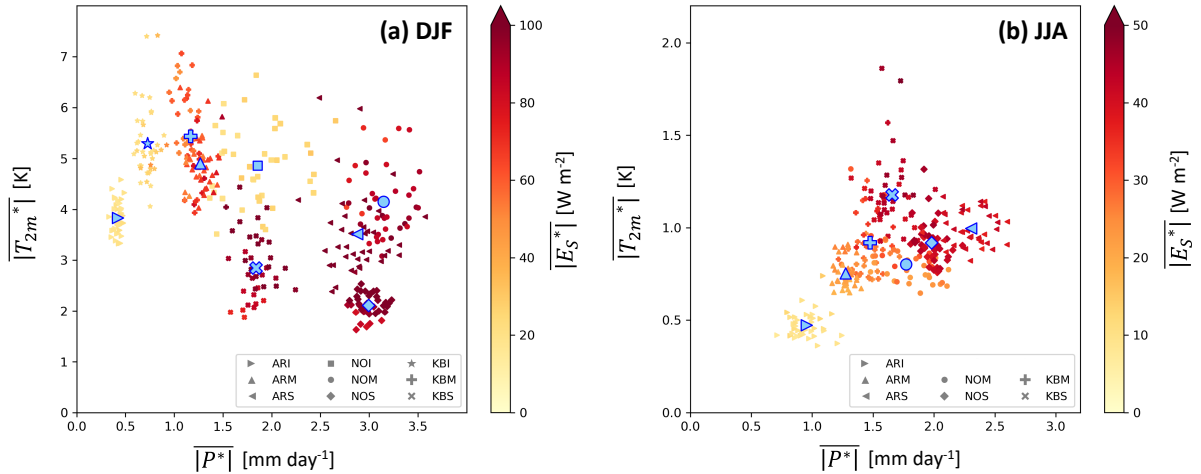 (a) DJF
7
6
5
4
3
2
1
0
|T2m*| [K]
0.0 0.5 1.0 1.5 2.0 2.5 3.0 3.5
|P*| [mm day-1]
ARI NOI KBI
ARM NOM KBM
ARS NOS KBS
100
80
60
40
20
0
|ES*| [W m-2]
(b) JJA
2.0
1.5
1.0
0.5
0.0
|T2m*| [K]
0.0 0.5 1.0 1.5 2.0 2.5 3.0
|P*| [mm day-1]
ARI
ARM NOM KBM
ARS NOS KBS
50
40
30
20
10
0
|ES*| [W m-2]